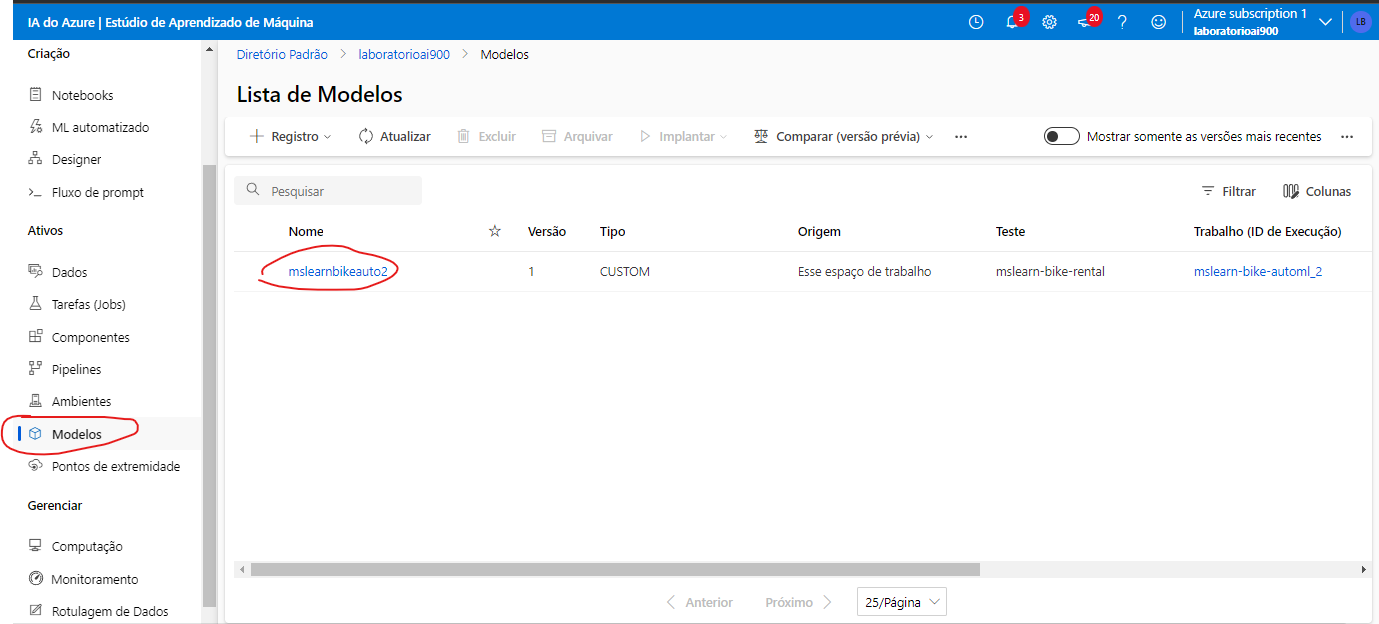 IA do Azure | Estúdio de Aprendizado de Máquina
3
20
Azure subscription 1
laboratorioai900
LB
Criação
Notebooks
ML automatizado
Designer
Fluxo de prompt
Ativos
Dados
Tarefas (Jobs)
Componentes
Pipelines
Ambientes
Modelos
Pontos de extremidade
Gerenciar
Computação
Monitoramento
Rotulagem de Dados
Diretório Padrão > laboratorioai900 > Modelos
Lista de Modelos
Registro Atualizar Excluir Arquivar Implantar Comparar (versão prévia) ... Mostrar somente as versões mais recentes ...
Pesquisar
Filtrar Colunas
Nome Versão Tipo Origem Teste Trabalho (ID de Execução)
mslearnbikeauto2 1 CUSTOM Esse espaço de trabalho mslearn-bike-rental mslearn-bike-automl_2
Anterior Próximo 25/Página